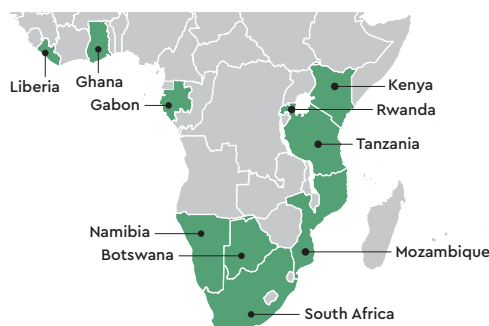 Liberia
Ghana
Gabon
Kenya
Rwanda
Tanzania
Namibia
Botswana
Mozambique
South Africa